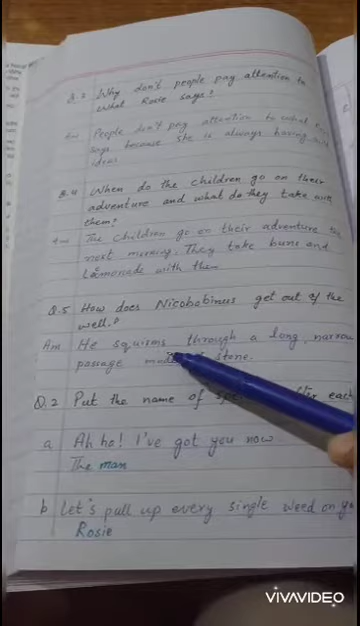 Q.3 Why don't people pay attention to
what Rosie says?
Ans People don't pay attention to what
says because she is always having
ideas
Q.4 When do the children go on their
adventure and what do they take with
them?
Ans The children go on their adventure the
next morning. They take buns and
Leemonade with them
Q.5 How does Nicobobinus get out of the
well?
Ans He squisms through a long, narrow
passage made stone.
Q.2 Put the name of after each
a Ah ha! I've got you now
The man
b Let's pull up every single weed on
Rosie
VIVAVIDEO